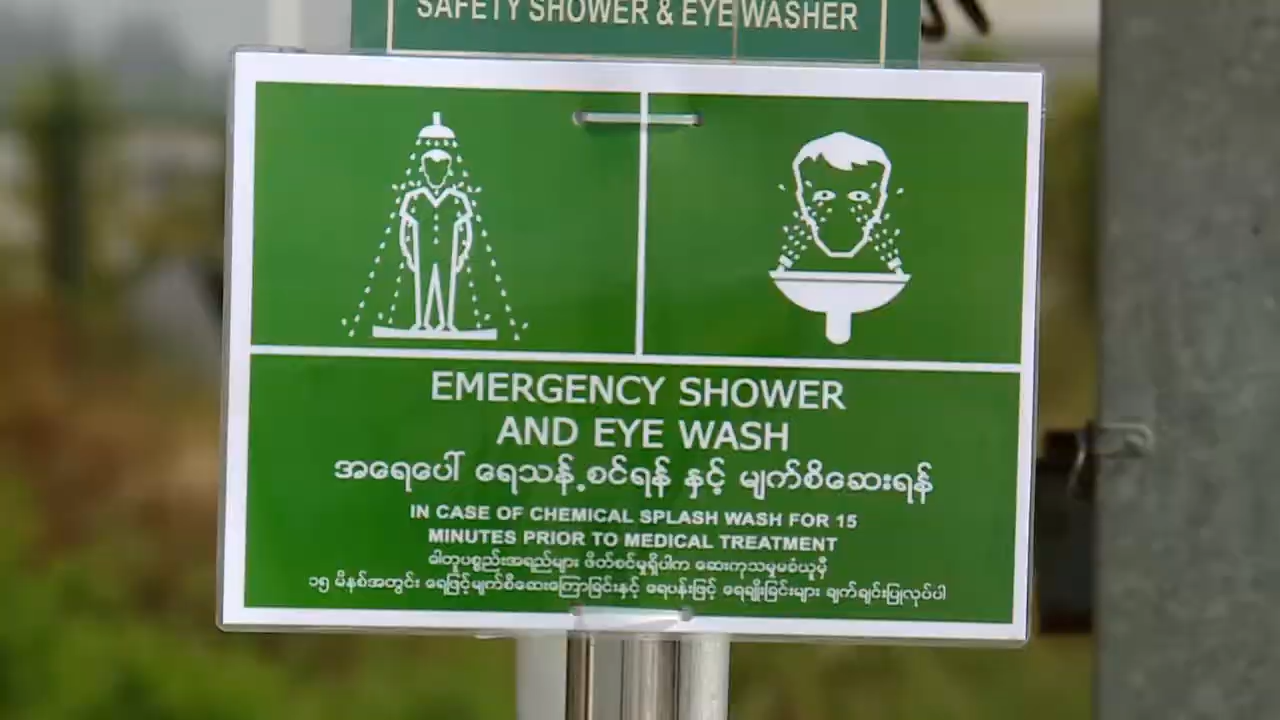 SAFETY SHOWER & EYE WASHER
EMERGENCY SHOWER
AND EYE WASH
အရေပေါ် ရေသန့်စင်ရန် နှင့် မျက်စိဆေးရန်
IN CASE OF CHEMICAL SPLASH WASH FOR 15
MINUTES PRIOR TO MEDICAL TREATMENT
ဓါတုပစ္စည်းအရည်များ ဖိတ်စင်မှုရှိပါက ဆေးကုသမှုမခံယူမှီ
၁၅ မိနစ်အတွင်း ရေဖြင့်မျက်စိဆေးကြောခြင်းနှင့် ရေပန်းဖြင့် ရေချိုးခြင်းများ ချက်ချင်းပြုလုပ်ပါ